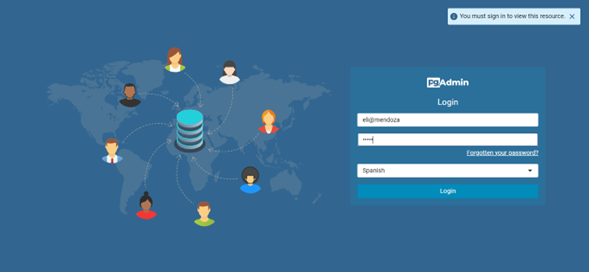 You must sign in to view this resource.
pgAdmin
Login
eli@mendoza
•••••
Forgotten your password?
Spanish
Login